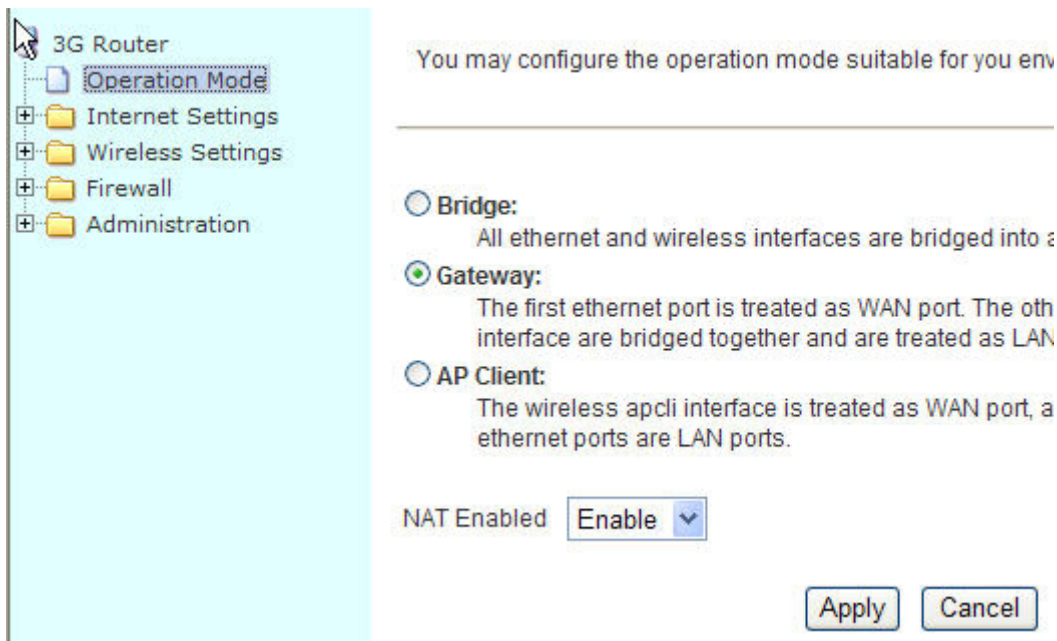 3G Router
Operation Mode
Internet Settings
Wireless Settings
Firewall
Administration
You may configure the operation mode suitable for you env
Bridge:
All ethernet and wireless interfaces are bridged into a
Gateway:
The first ethernet port is treated as WAN port. The oth
interface are bridged together and are treated as LAN
AP Client:
The wireless apcli interface is treated as WAN port, a
ethernet ports are LAN ports.
NAT Enabled Enable
Apply Cancel